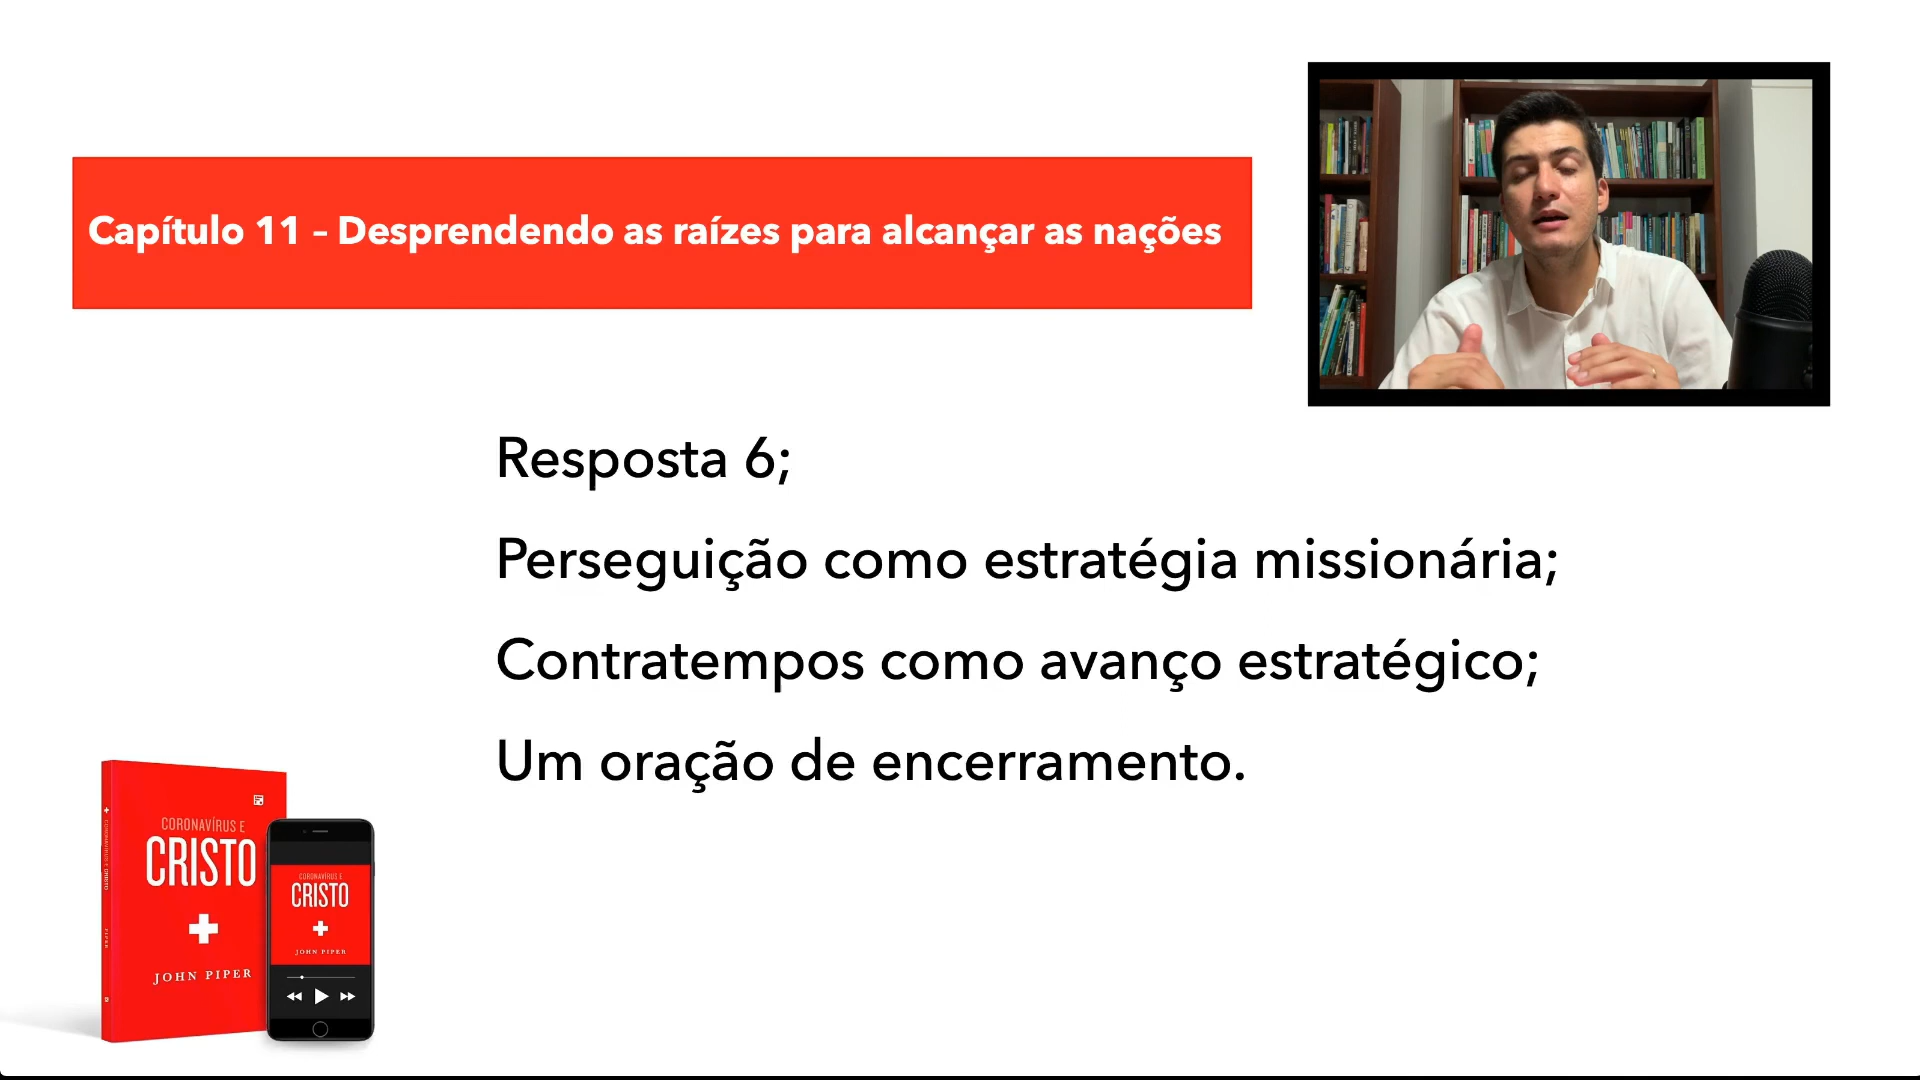 Capítulo 11 – Desprendendo as raízes para alcançar as nações
Resposta 6;
Perseguição como estratégia missionária;
Contratempos como avanço estratégico;
Um oração de encerramento.
CORONAVÍRUS E
CRISTO
JOHN PIPER
CORONAVÍRUS E
CRISTO
JOHN PIPER